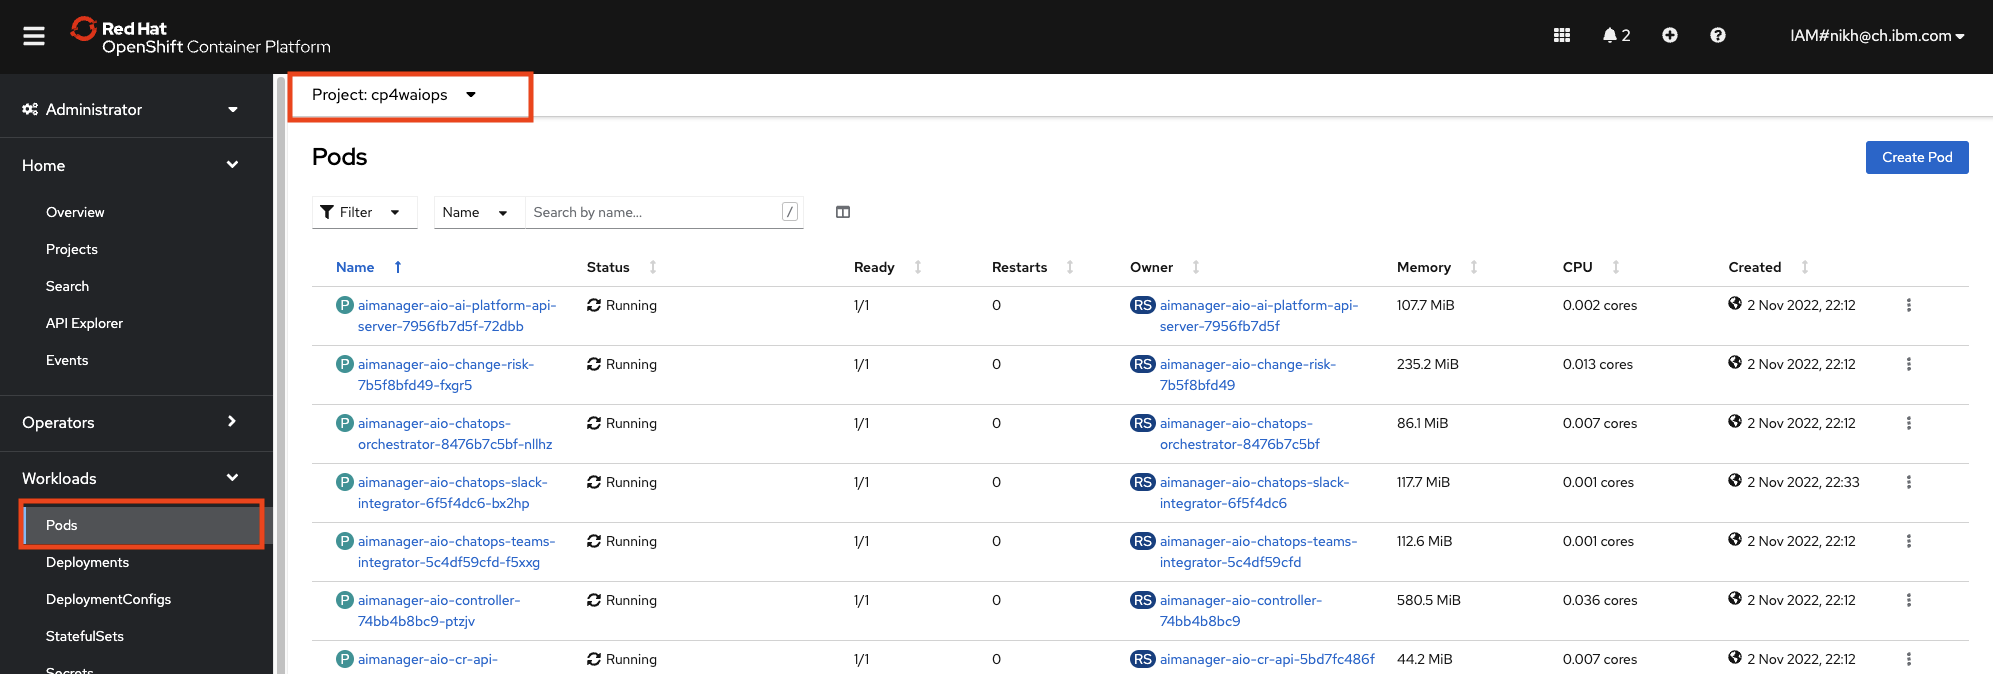 Red Hat
OpenShift Container Platform
2
IAM#nikh@ch.ibm.com
Administrator
Home
Overview
Projects
Search
API Explorer
Events
Operators
Workloads
Pods
Deployments
DeploymentConfigs
StatefulSets
Secrets
Project: cp4waiops
Pods
Create Pod
Filter
Name
Search by name...
/
Name Status Ready Restarts Owner Memory CPU Created
P aimanager-aio-ai-platform-api- Running 1/1 0 RS aimanager-aio-ai-platform-api- 107.7 MiB 0.002 cores 2 Nov 2022, 22:12
server-7956fb7d5f-72dbb server-7956fb7d5f
P aimanager-aio-change-risk- Running 1/1 0 RS aimanager-aio-change-risk- 235.2 MiB 0.013 cores 2 Nov 2022, 22:12
7b5f8bfd49-fxgr5 7b5f8bfd49
P aimanager-aio-chatops- Running 1/1 0 RS aimanager-aio-chatops- 86.1 MiB 0.007 cores 2 Nov 2022, 22:12
orchestrator-8476b7c5bf-nllhz orchestrator-8476b7c5bf
P aimanager-aio-chatops-slack- Running 1/1 0 RS aimanager-aio-chatops-slack- 117.7 MiB 0.001 cores 2 Nov 2022, 22:33
integrator-6f5f4dc6-bx2hp integrator-6f5f4dc6
P aimanager-aio-chatops-teams- Running 1/1 0 RS aimanager-aio-chatops-teams- 112.6 MiB 0.001 cores 2 Nov 2022, 22:12
integrator-5c4df59cfd-f5xxg integrator-5c4df59cfd
P aimanager-aio-controller- Running 1/1 0 RS aimanager-aio-controller- 580.5 MiB 0.036 cores 2 Nov 2022, 22:12
74bb4b8bc9-ptzjv 74bb4b8bc9
P aimanager-aio-cr-api- Running 1/1 0 RS aimanager-aio-cr-api-5bd7fc486f 44.2 MiB 0.007 cores 2 Nov 2022, 22:12